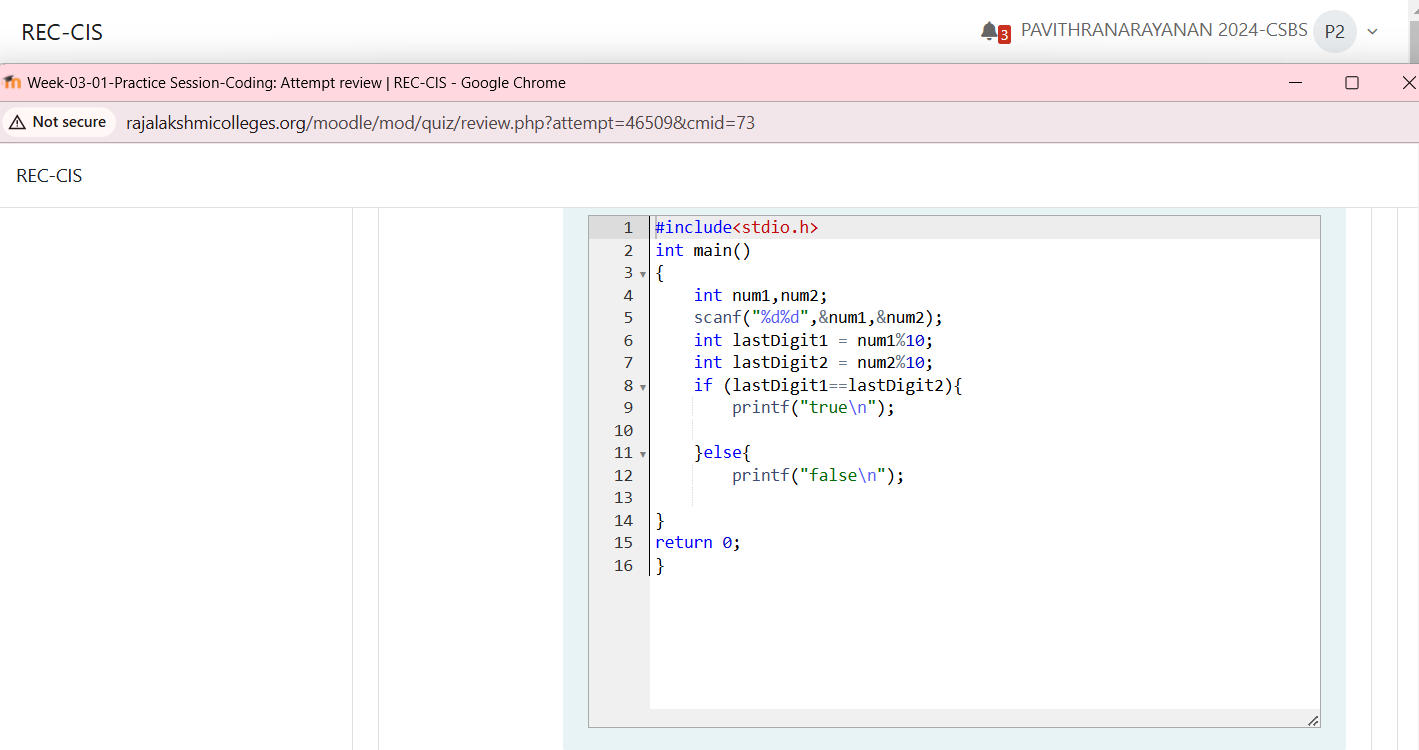 REC-CIS
3
PAVITHRANARAYANAN 2024-CSBS
P2
Week-03-01-Practice Session-Coding: Attempt review | REC-CIS - Google Chrome
Not secure
rajalakshmicolleges.org/moodle/mod/quiz/review.php?attempt=46509&cmid=73
REC-CIS
1 #include<stdio.h>
2 int main()
3 {
4     int num1,num2;
5     scanf("%d%d",&num1,&num2);
6     int lastDigit1 = num1%10;
7     int lastDigit2 = num2%10;
8     if (lastDigit1==lastDigit2){
9         printf("true\n");
10
11     }else{
12         printf("false\n");
13
14 }
15 return 0;
16 }